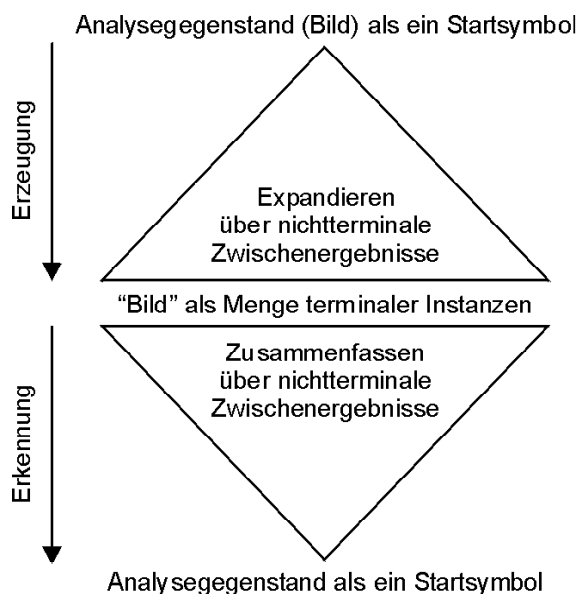 Analysegegenstand (Bild) als ein Startsymbol
Erzeugung
Expandieren
über nichtterminale
Zwischenergebnisse
“Bild” als Menge terminaler Instanzen
Erkennung
Zusammenfassen
über nichtterminale
Zwischenergebnisse
Analysegegenstand als ein Startsymbol